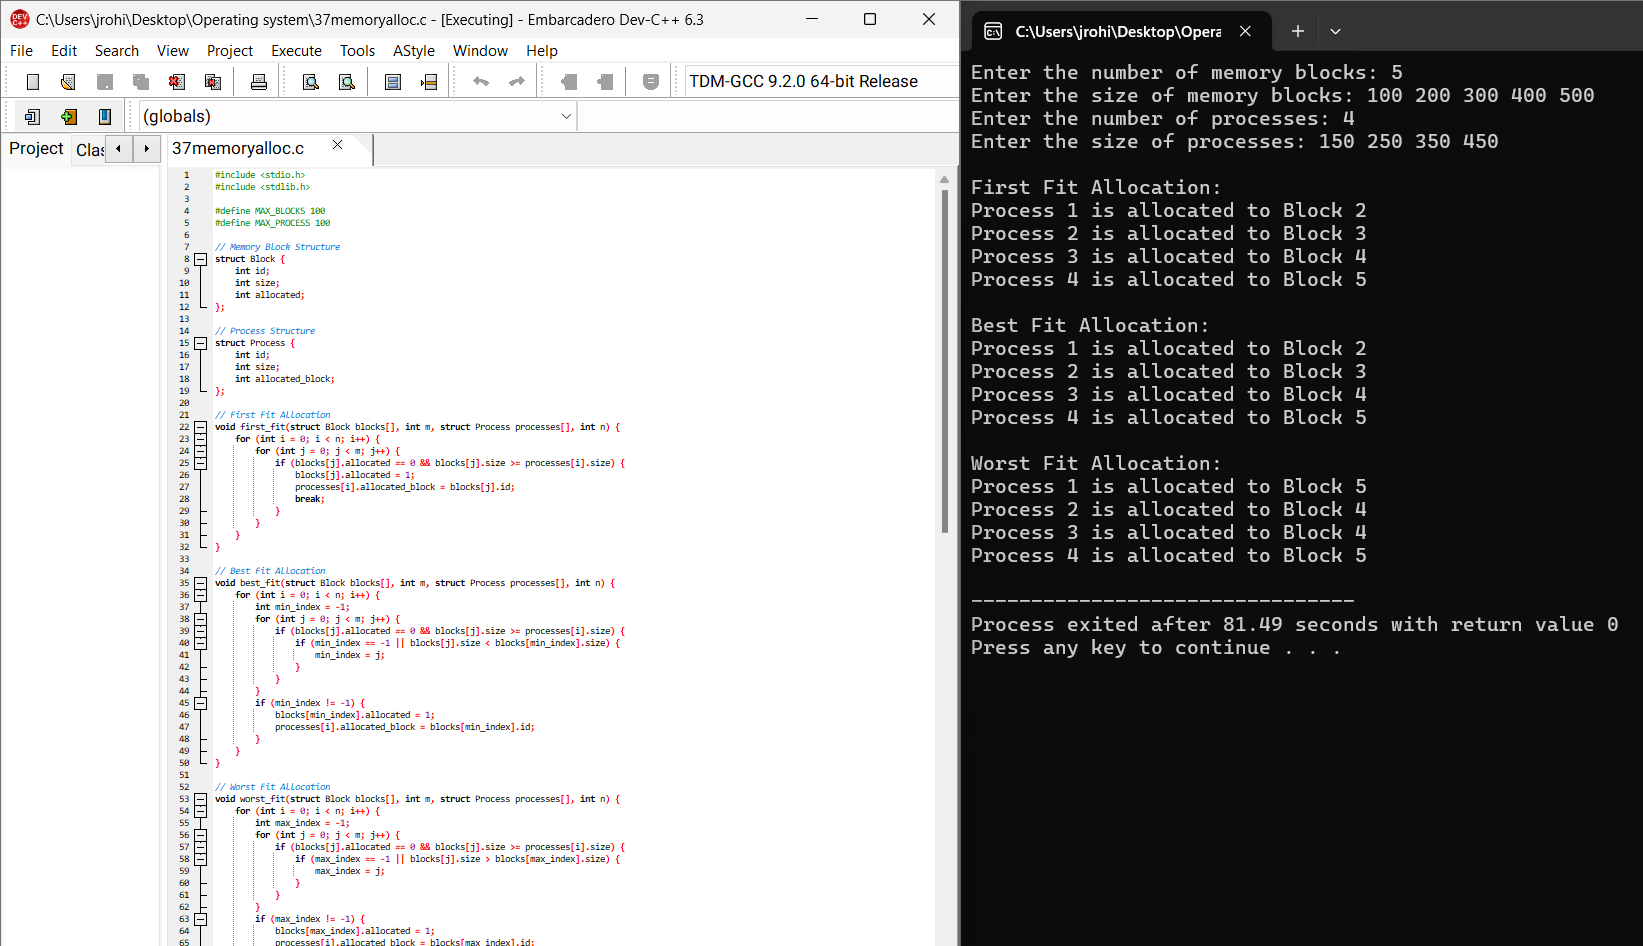 C:\Users\jrohi\Desktop\Operating system\37memoryalloc.c - [Executing] - Embarcadero Dev-C++ 6.3
File Edit Search View Project Execute Tools AStyle Window Help
TDM-GCC 9.2.0 64-bit Release
(globals)
Project Clas 37memoryalloc.c
1 #include <stdio.h>
2 #include <stdlib.h>
3
4 #define MAX_BLOCKS 100
5 #define MAX_PROCESS 100
6
7 // Memory Block Structure
8 struct Block {
9 int id;
10 int size;
11 int allocated;
12 };
13
14 // Process Structure
15 struct Process {
16 int id;
17 int size;
18 int allocated_block;
19 };
20
21 // First Fit Allocation
22 void first_fit(struct Block blocks[], int m, struct Process processes[], int n) {
23 for (int i = 0; i < n; i++) {
24 for (int j = 0; j < m; j++) {
25 if (blocks[j].allocated == 0 && blocks[j].size >= processes[i].size) {
26 blocks[j].allocated = 1;
27 processes[i].allocated_block = blocks[j].id;
28 break;
29 }
30 }
31 }
32 }
33
34 // Best Fit Allocation
35 void best_fit(struct Block blocks[], int m, struct Process processes[], int n) {
36 for (int i = 0; i < n; i++) {
37 int min_index = -1;
38 for (int j = 0; j < m; j++) {
39 if (blocks[j].allocated == 0 && blocks[j].size >= processes[i].size) {
40 if (min_index == -1 || blocks[j].size < blocks[min_index].size) {
41 min_index = j;
42 }
43 }
44 }
45 if (min_index != -1) {
46 blocks[min_index].allocated = 1;
47 processes[i].allocated_block = blocks[min_index].id;
48 }
49 }
50 }
51
52 // Worst Fit Allocation
53 void worst_fit(struct Block blocks[], int m, struct Process processes[], int n) {
54 for (int i = 0; i < n; i++) {
55 int max_index = -1;
56 for (int j = 0; j < m; j++) {
57 if (blocks[j].allocated == 0 && blocks[j].size >= processes[i].size) {
58 if (max_index == -1 || blocks[j].size > blocks[max_index].size) {
59 max_index = j;
60 }
61 }
62 }
63 if (max_index != -1) {
64 blocks[max_index].allocated = 1;
65 processes[i].allocated_block = blocks[max_index].id;
C:\Users\jrohi\Desktop\Opera
Enter the number of memory blocks: 5
Enter the size of memory blocks: 100 200 300 400 500
Enter the number of processes: 4
Enter the size of processes: 150 250 350 450
First Fit Allocation:
Process 1 is allocated to Block 2
Process 2 is allocated to Block 3
Process 3 is allocated to Block 4
Process 4 is allocated to Block 5
Best Fit Allocation:
Process 1 is allocated to Block 2
Process 2 is allocated to Block 3
Process 3 is allocated to Block 4
Process 4 is allocated to Block 5
Worst Fit Allocation:
Process 1 is allocated to Block 5
Process 2 is allocated to Block 4
Process 3 is allocated to Block 4
Process 4 is allocated to Block 5
--------------------------------
Process exited after 81.49 seconds with return value 0
Press any key to continue . . .